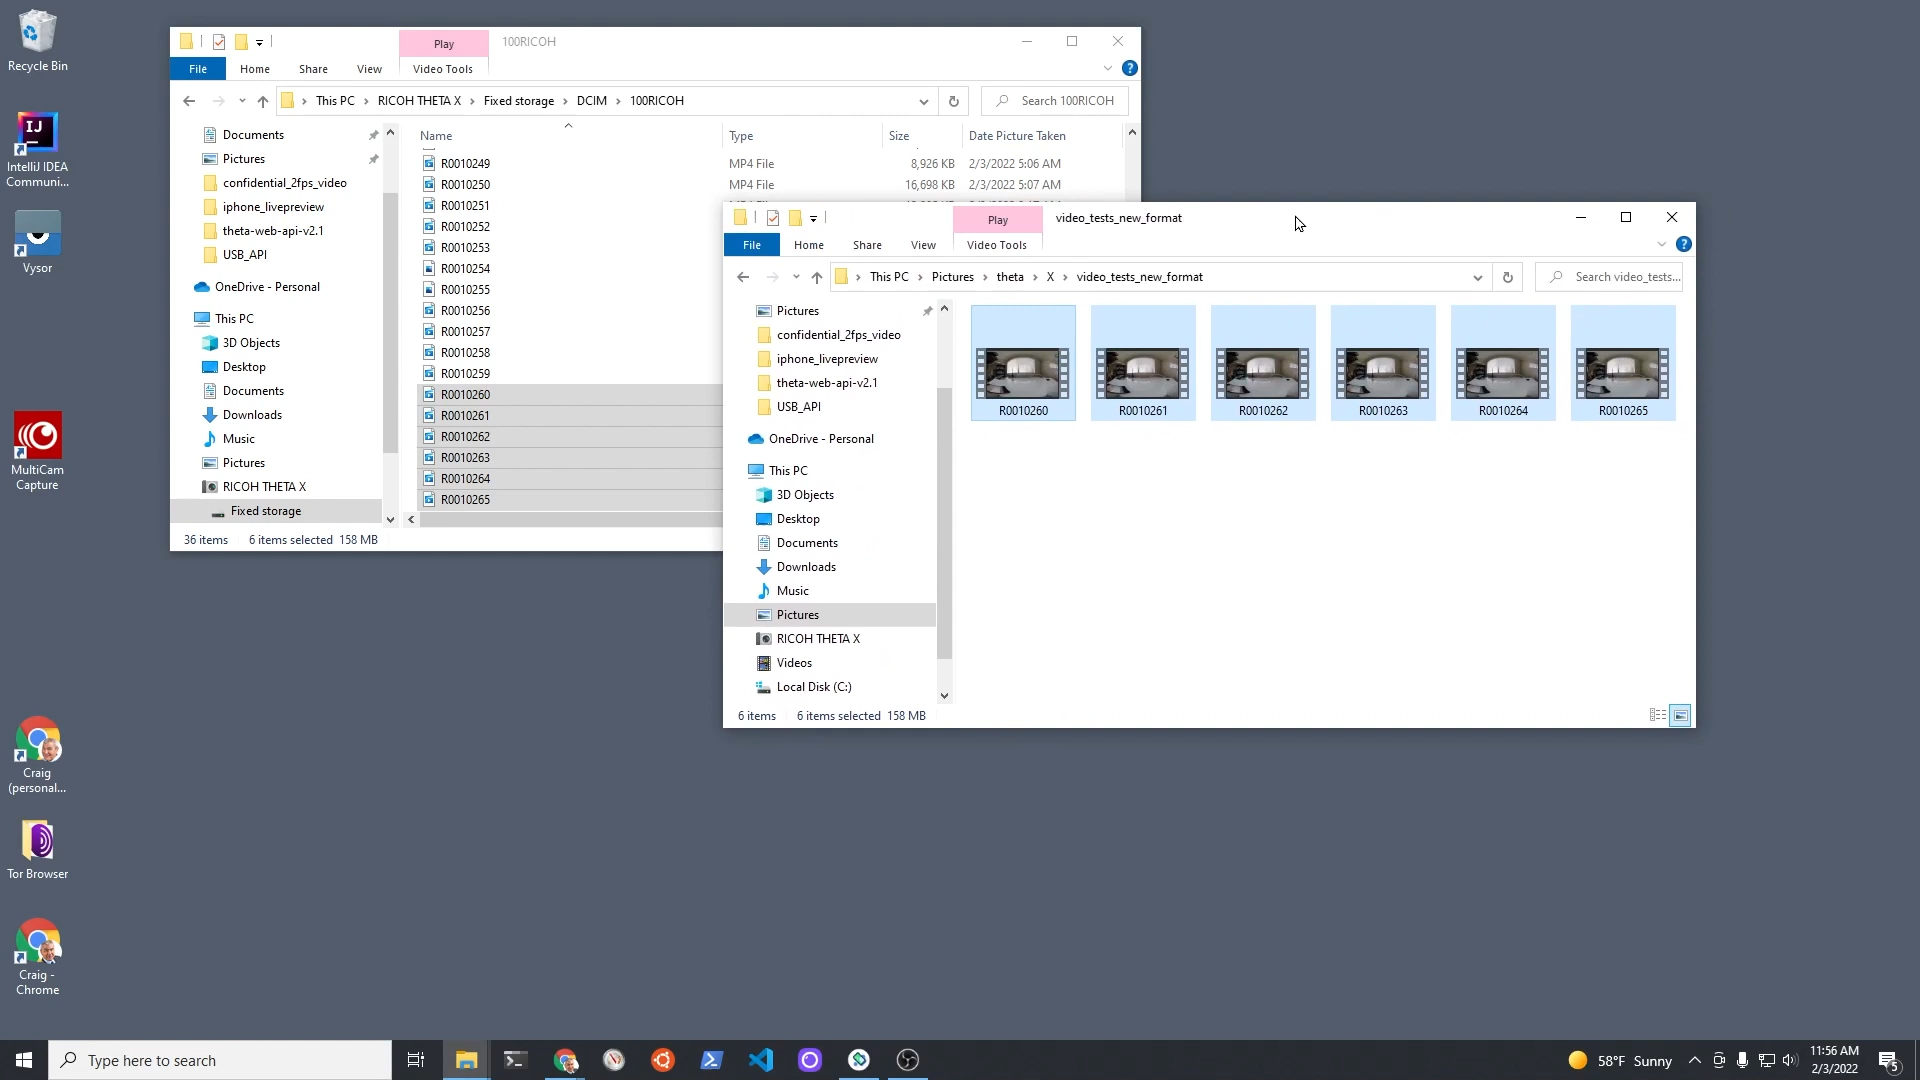 Recycle Bin
IntelliJ IDEA
Communi...
Vysor
MultiCam
Capture
Craig
(personal...
Tor Browser
Craig -
Chrome
Play
100RICOH
File
Home
Share
View
Video Tools
This PC
RICOH THETA X
Fixed storage
DCIM
100RICOH
Search 100RICOH
Documents
Pictures
confidential_2fps_video
iphone_livepreview
theta-web-api-v2.1
USB_API
OneDrive - Personal
This PC
3D Objects
Desktop
Documents
Downloads
Music
Pictures
RICOH THETA X
Fixed storage
Name
Type
Size
Date Picture Taken
R0010249 MP4 File 8,926 KB 2/3/2022 5:06 AM
R0010250 MP4 File 16,698 KB 2/3/2022 5:07 AM
R0010251
R0010252
R0010253
R0010254
R0010255
R0010256
R0010257
R0010258
R0010259
R0010260
R0010261
R0010262
R0010263
R0010264
R0010265
36 items
6 items selected 158 MB
Play
video_tests_new_format
File
Home
Share
View
Video Tools
This PC
Pictures
theta
X
video_tests_new_format
Search video_tests...
Pictures
confidential_2fps_video
iphone_livepreview
theta-web-api-v2.1
USB_API
OneDrive - Personal
This PC
3D Objects
Desktop
Documents
Downloads
Music
Pictures
RICOH THETA X
Videos
Local Disk (C:)
R0010260
R0010261
R0010262
R0010263
R0010264
R0010265
6 items
6 items selected 158 MB
Type here to search
58°F Sunny
11:56 AM
2/3/2022
5